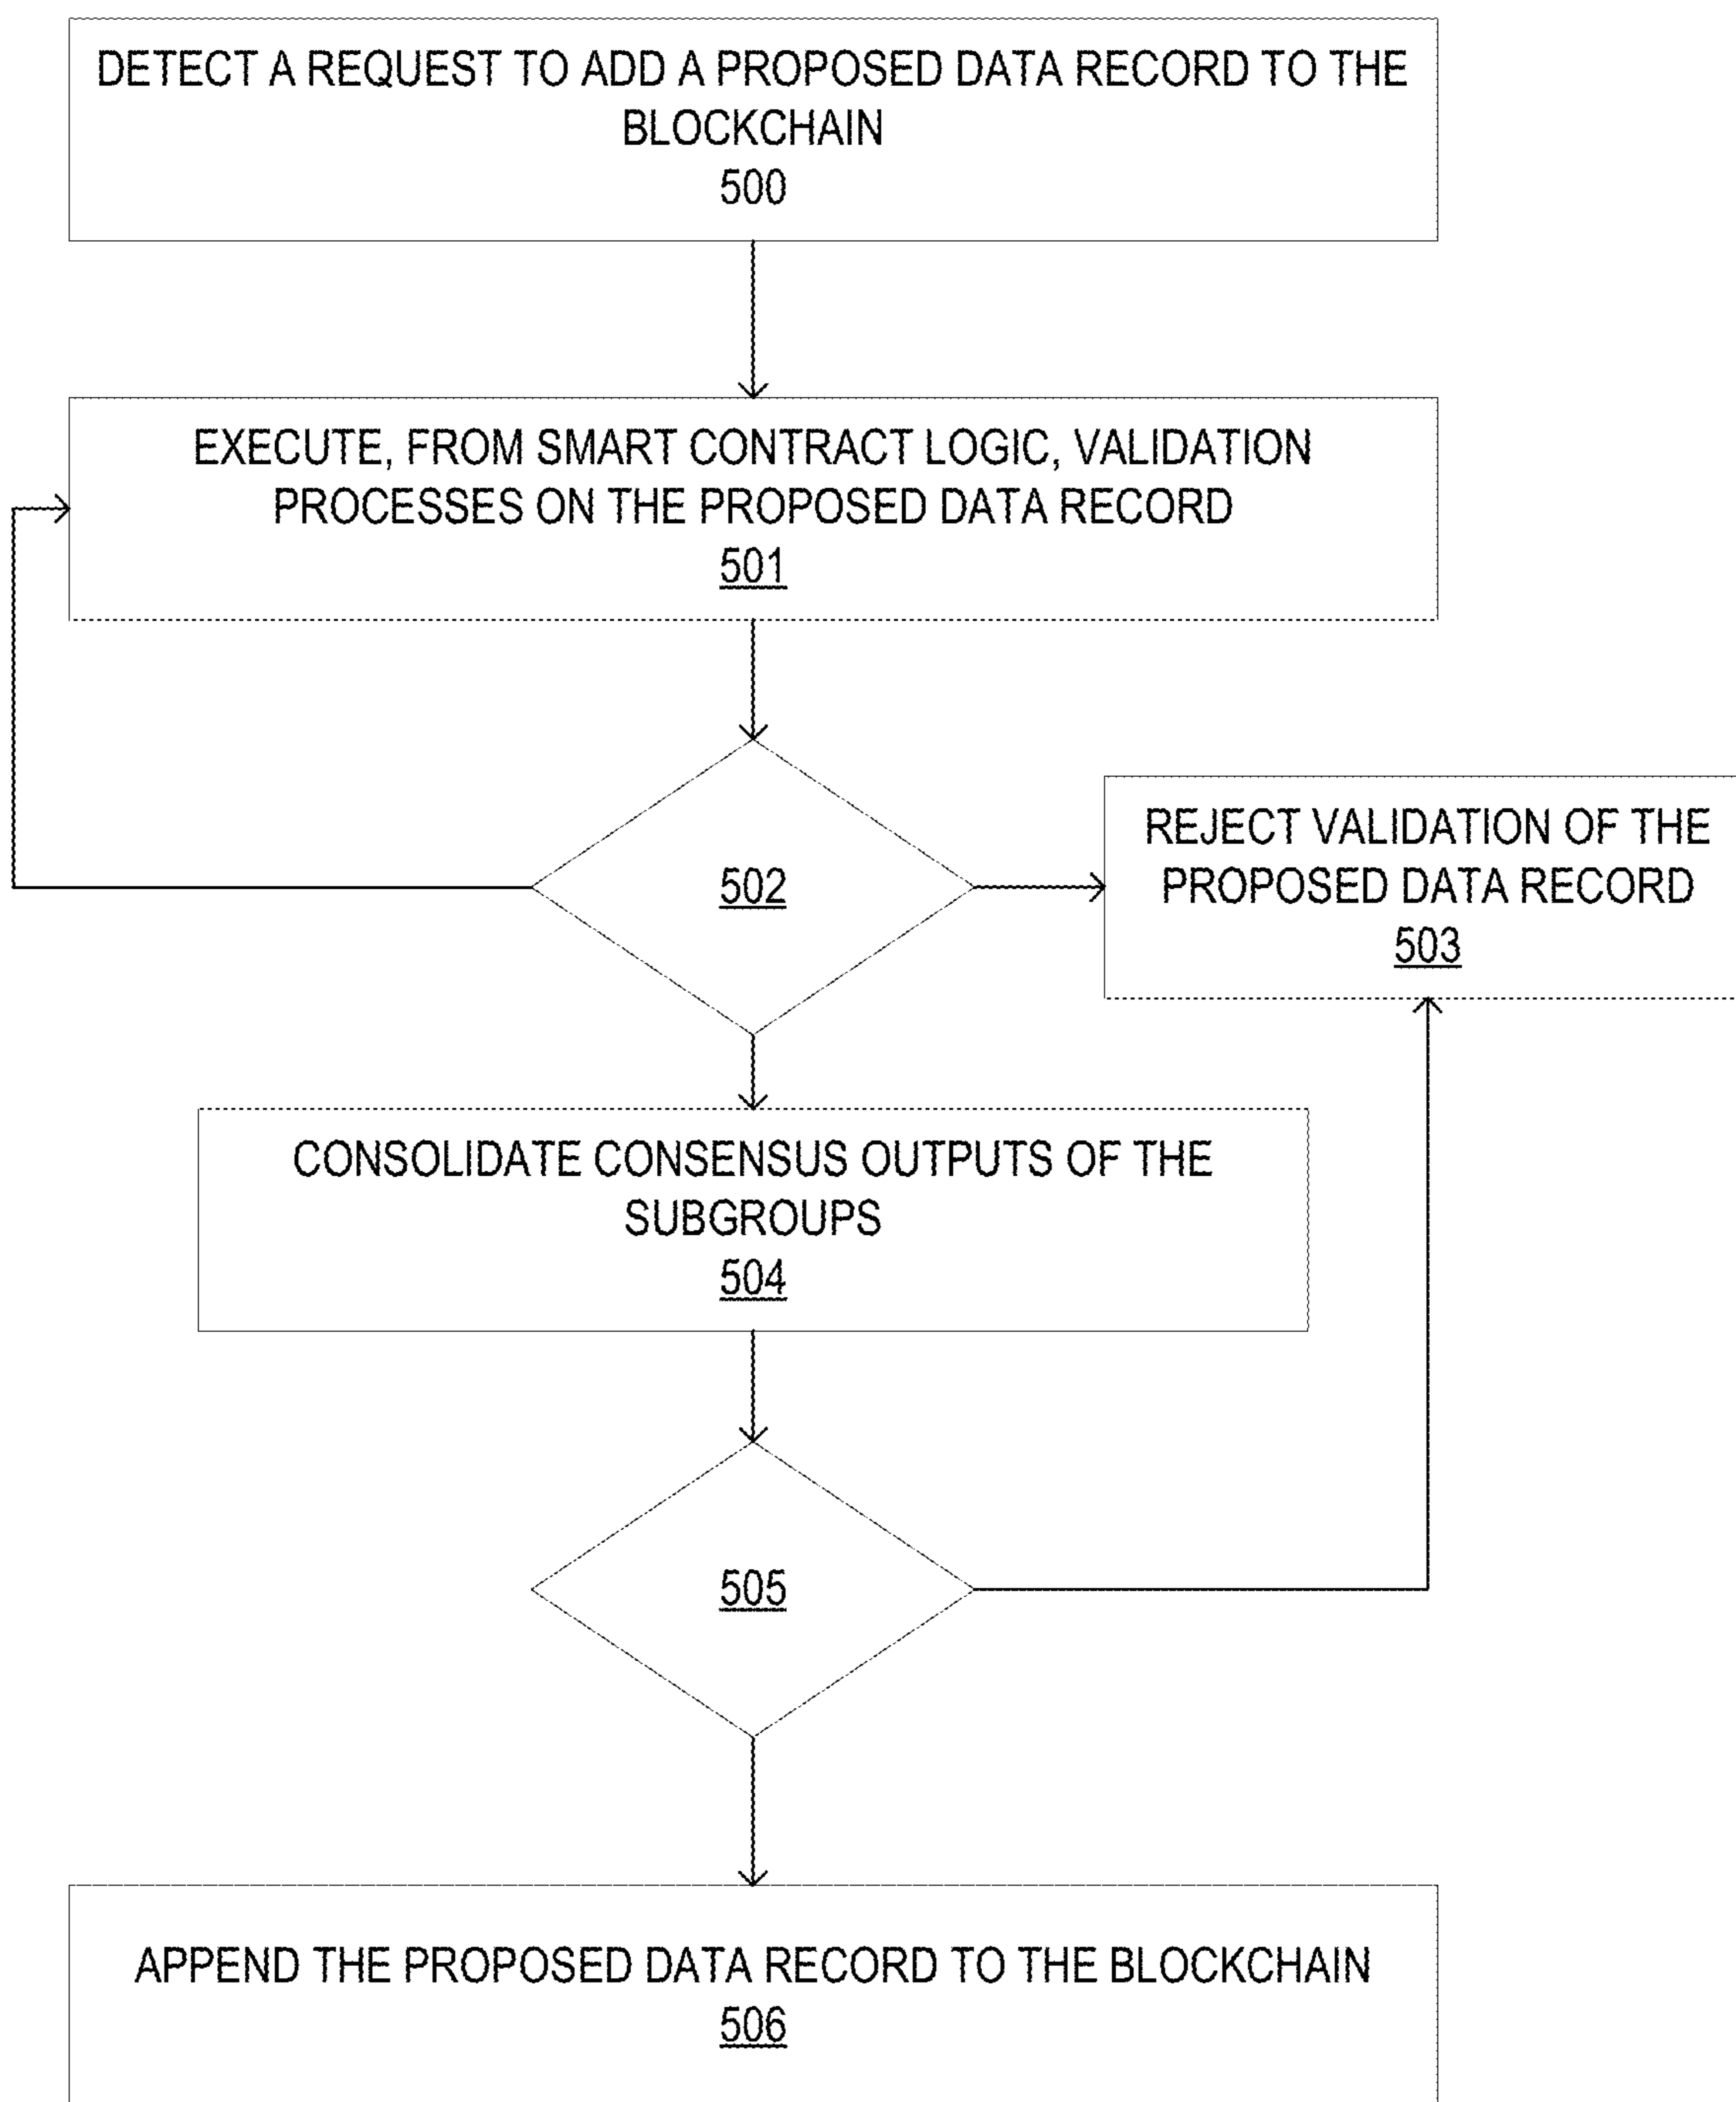 DETECT A REQUEST TO ADD A PROPOSED DATA RECORD TO THE
BLOCKCHAIN
500
EXECUTE, FROM SMART CONTRACT LOGIC, VALIDATION
PROCESSES ON THE PROPOSED DATA RECORD
501
502
REJECT VALIDATION OF THE
PROPOSED DATA RECORD
503
CONSOLIDATE CONSENSUS OUTPUTS OF THE
SUBGROUPS
504
505
APPEND THE PROPOSED DATA RECORD TO THE BLOCKCHAIN
506